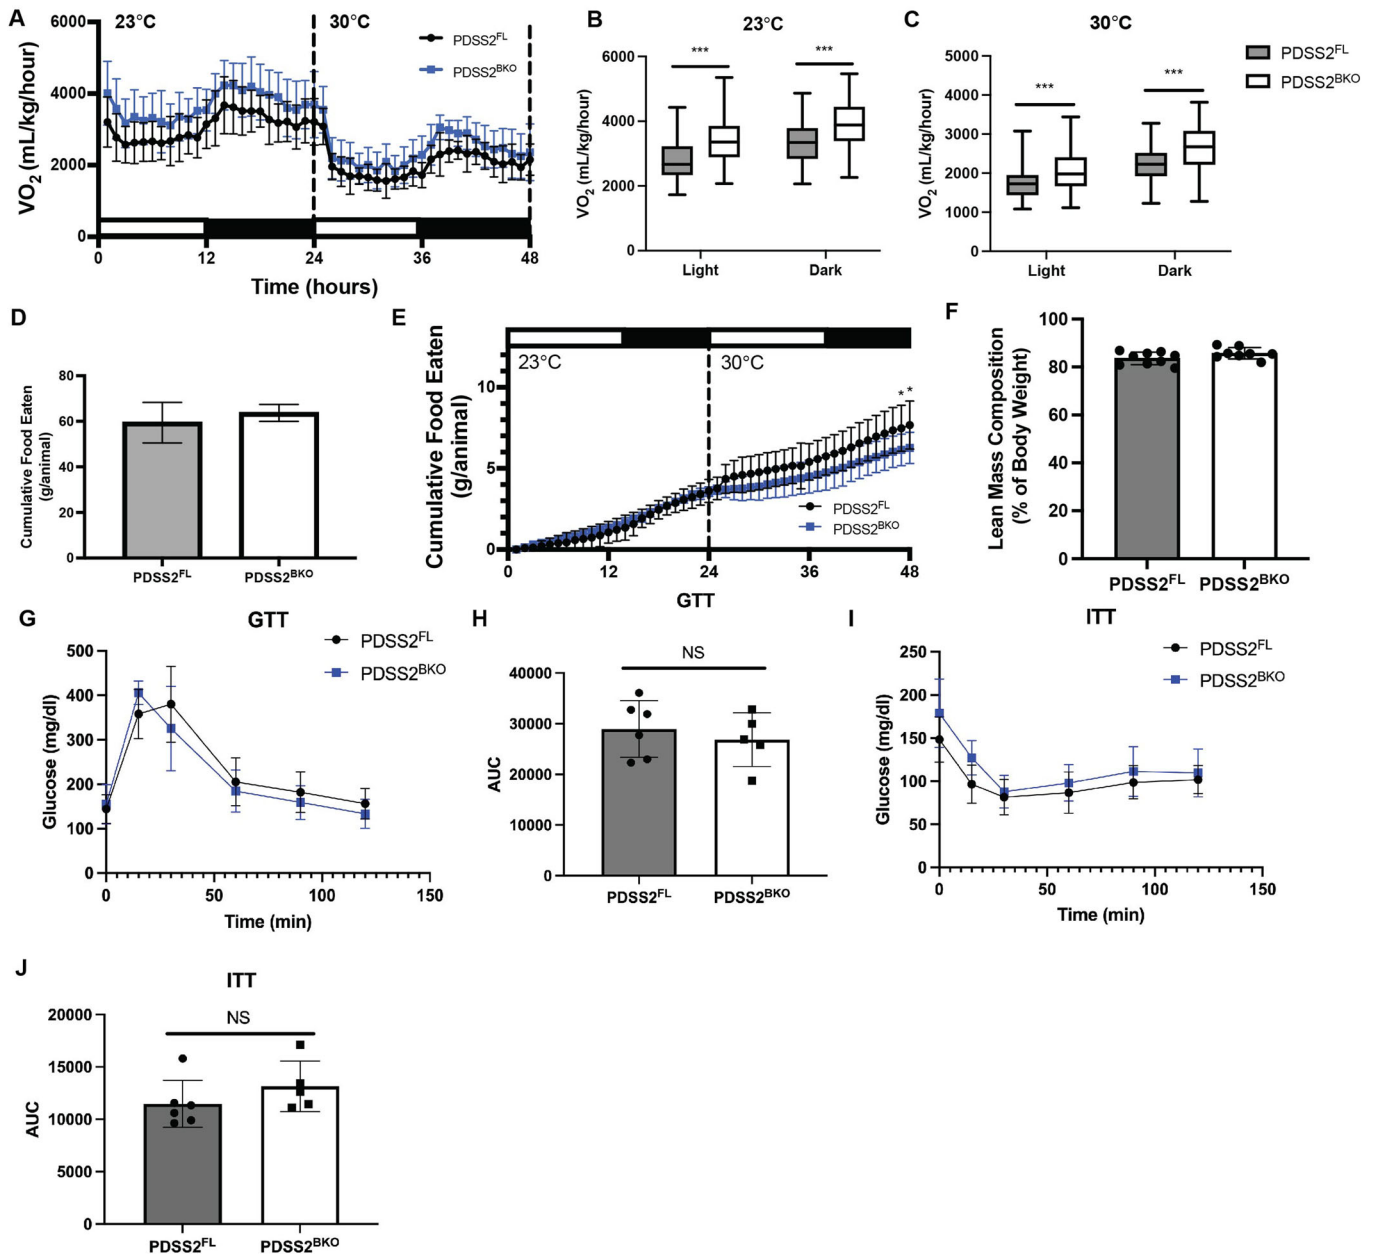 A
23°C
30°C
PDSS2FL
PDSS2BKO
VO2 (mL/kg/hour)
6000
4000
2000
0
0
12
24
36
48
Time (hours)
B
23°C
***
***
VO2 (mL/kg/hour)
6000
4000
2000
0
Light
Dark
C
30°C
***
***
VO2 (mL/kg/hour)
5000
4000
3000
2000
1000
0
Light
Dark
PDSS2FL
PDSS2BKO
D
Cumulative Food Eaten
(g/animal)
80
60
40
20
0
PDSS2FL
PDSS2BKO
E
23°C
30°C
Cumulative Food Eaten
(g/animal)
10
5
0
* *
PDSS2FL
PDSS2BKO
0
12
24
36
48
GTT
F
Lean Mass Composition
(% of Body Weight)
100
80
60
40
20
0
PDSS2FL
PDSS2BKO
G
GTT
PDSS2FL
PDSS2BKO
Glucose (mg/dl)
500
400
300
200
100
0
0
50
100
150
Time (min)
H
NS
AUC
40000
30000
20000
10000
0
PDSS2FL
PDSS2BKO
I
ITT
PDSS2FL
PDSS2BKO
Glucose (mg/dl)
250
200
150
100
50
0
0
50
100
150
Time (min)
J
ITT
NS
AUC
20000
15000
10000
5000
0
PDSS2FL
PDSS2BKO